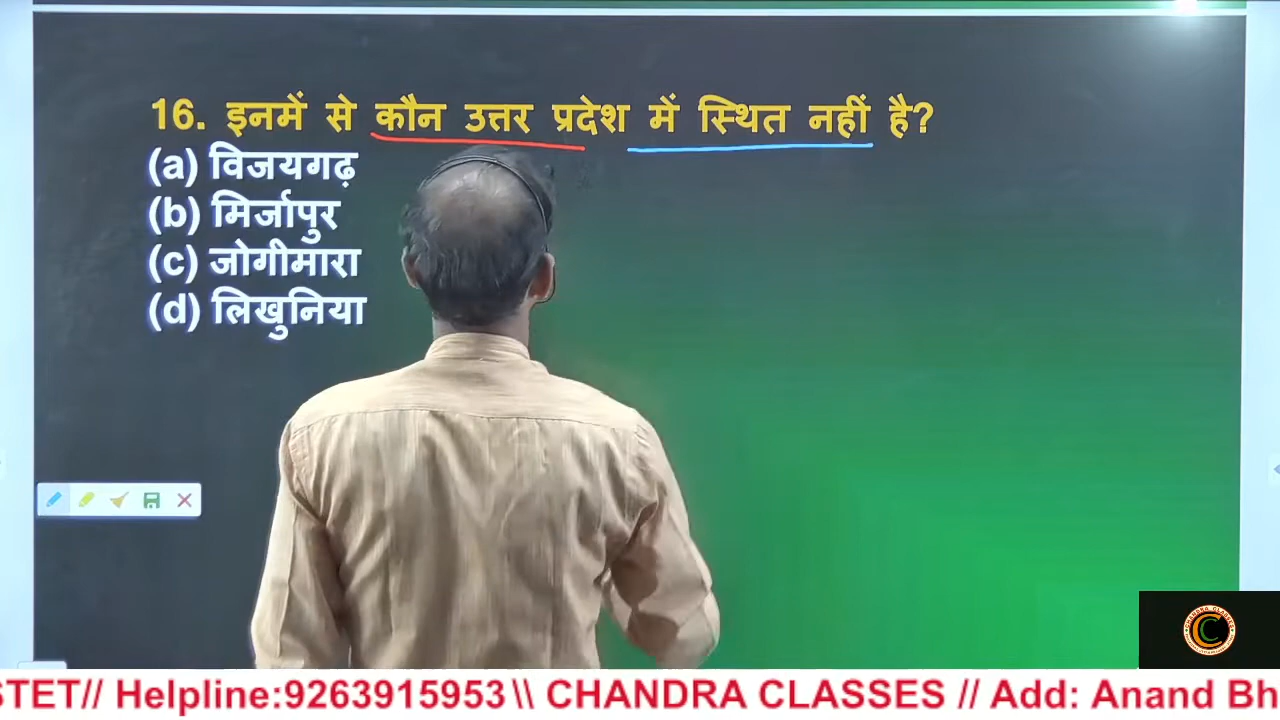 16. इनमें से कौन उत्तर प्रदेश में स्थित नहीं है?
(a) विजयगढ़
(b) मिर्जापुर
(c) जोगीमारा
(d) लिखुनिया
STET// Helpline:9263915953 \\ CHANDRA CLASSES // Add: Anand Bh